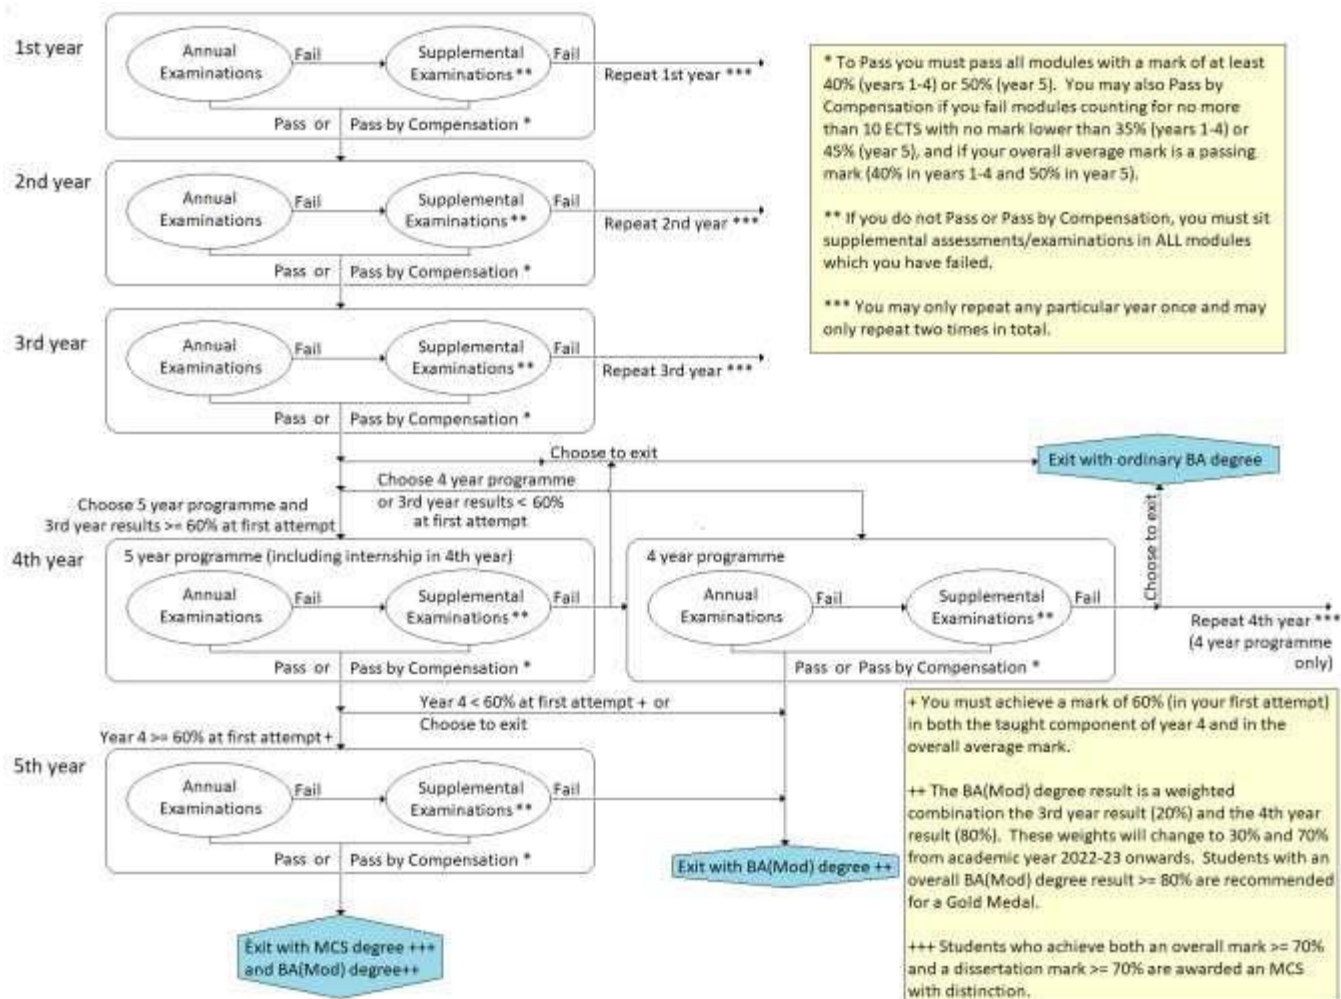 1st year
Annual
Examinations
Fail
Supplemental
Examinations **
Fail
Repeat 1st year ***
Pass or
Pass by Compensation *
* To Pass you must pass all modules with a mark of at least
40% (years 1-4) or 50% (year 5). You may also Pass by
Compensation if you fail modules counting for no more
than 10 ECTS with no mark lower than 35% (years 1-4) or
45% (year 5), and if your overall average mark is a passing
mark (40% in years 1-4 and 50% in year 5).
** If you do not Pass or Pass by Compensation, you must sit
supplemental assessments/examinations in ALL modules
which you have failed.
*** You may only repeat any particular year once and may
only repeat two times in total.
2nd year
Annual
Examinations
Fail
Supplemental
Examinations **
Fail
Repeat 2nd year ***
Pass or
Pass by Compensation *
3rd year
Annual
Examinations
Fail
Supplemental
Examinations **
Fail
Repeat 3rd year ***
Pass or
Pass by Compensation *
Choose to exit
Exit with ordinary BA degree
Choose 4 year programme
or 3rd year results < 60%
at first attempt
Choose 5 year programme and
3rd year results >= 60% at first attempt
4th year
5 year programme (including internship in 4th year)
Annual
Examinations
Fail
Supplemental
Examinations **
Fail
Pass or
Pass by Compensation *
4 year programme
Annual
Examinations
Fail
Supplemental
Examinations **
Fail
Choose to exit
Repeat 4th year ***
(4 year programme
only)
Pass or Pass by Compensation *
Year 4 < 60% at first attempt + or
Choose to exit
Year 4 >= 60% at first attempt +
5th year
Annual
Examinations
Fail
Supplemental
Examinations **
Fail
Pass or
Pass by Compensation *
Exit with BA(Mod) degree ++
Exit with MCS degree +++
and BA(Mod) degree++
+ You must achieve a mark of 60% (in your first attempt)
in both the taught component of year 4 and in the
overall average mark.
++ The BA(Mod) degree result is a weighted
combination the 3rd year result (20%) and the 4th year
result (80%). These weights will change to 30% and 70%
from academic year 2022-23 onwards. Students with an
overall BA(Mod) degree result >= 80% are recommended
for a Gold Medal.
+++ Students who achieve both an overall mark >= 70%
and a dissertation mark >= 70% are awarded an MCS
with distinction.